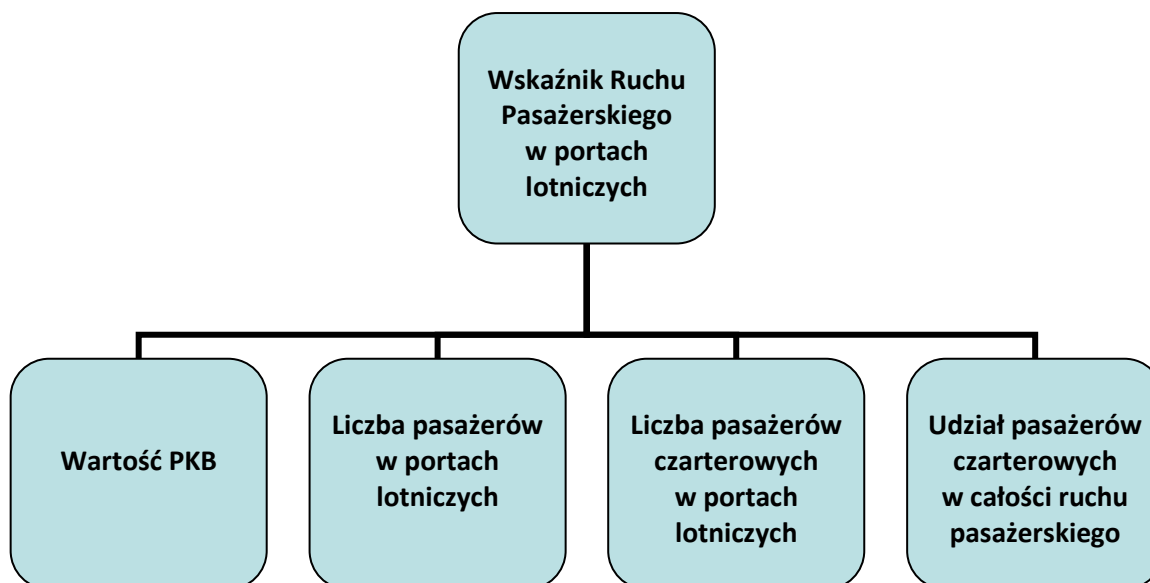 Wskaźnik Ruchu
Pasażerskiego
w portach
lotniczych
Wartość PKB
Liczba pasażerów
w portach
lotniczych
Liczba pasażerów
czarterowych
w portach
lotniczych
Udział pasażerów
czarterowych
w całości ruchu
pasażerskiego